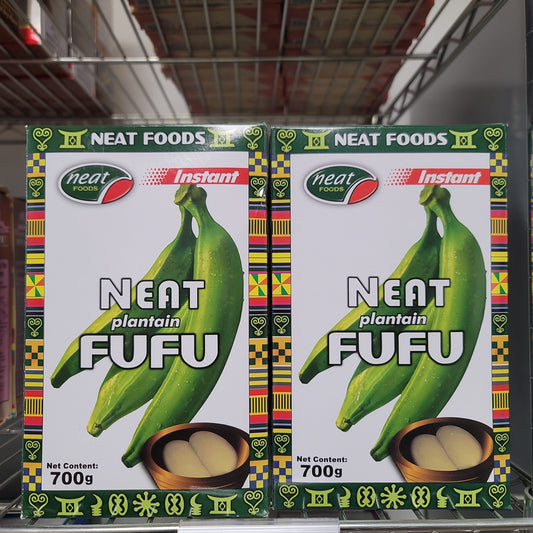 NEAT FOODS
neat
FOODS
Instant
NEAT
plantain
FUFU
Net Content:
700g
NEAT FOODS
neat
FOODS
Instant
NEAT
plantain
FUFU
Net Content:
700g